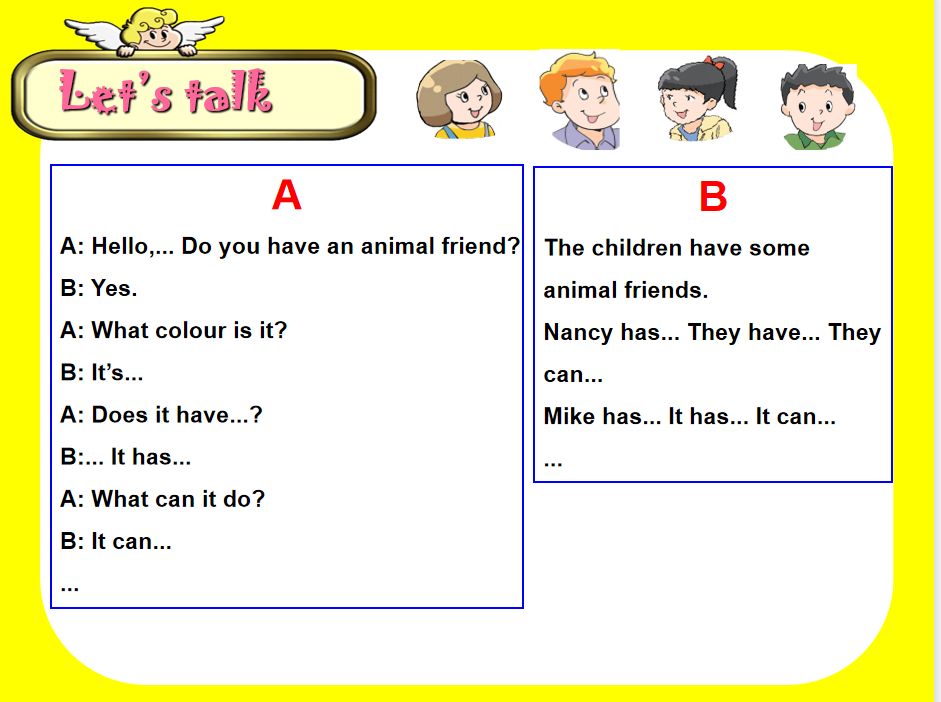 Let's talk
A
A: Hello,... Do you have an animal friend?
B: Yes.
A: What colour is it?
B: It's...
A: Does it have...?
B:... It has...
A: What can it do?
B: It can...
...
B
The children have some
animal friends.
Nancy has... They have... They
can...
Mike has... It has... It can...
...